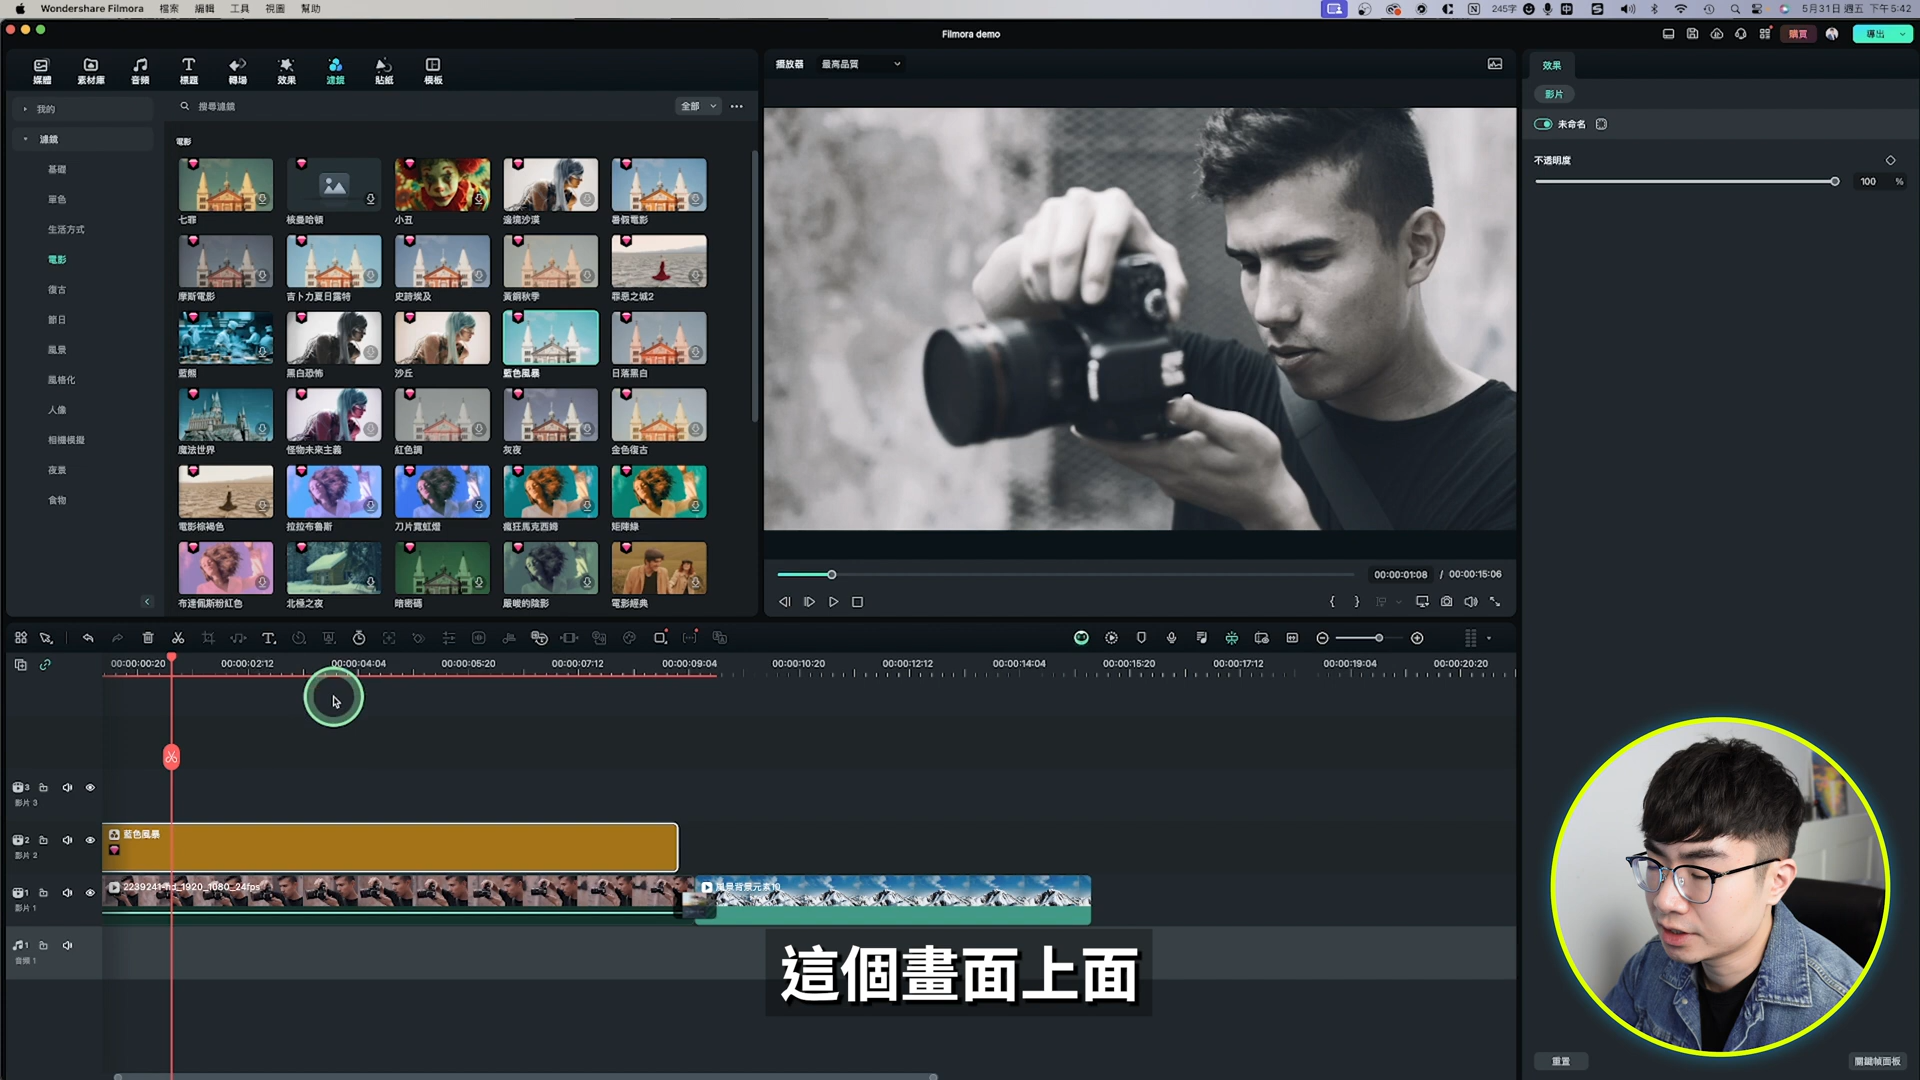 Wondershare Filmora 檔案 編輯 工具 視圖 幫助
245字 5月31日 週五 下午5:42
Filmora demo
購買 導出
媒體 素材庫 音頻 標題 轉場 效果 濾鏡 貼紙 模板
播放器 最高品質
效果
影片
我的
搜尋濾鏡 全部
未命名
濾鏡
電影
不透明度
100 %
基礎
單色
生活方式
電影
復古
節日
風景
風格化
人像
相機模擬
夜景
食物
七罪 核曼哈頓 小丑 邊境沙漠 暑假電影
摩斯電影 吉卜力夏日露特 史詩埃及 黃銅秋季 罪惡之城2
藍熊 黑白恐怖 沙丘 藍色風暴 日落黑白
魔法世界 怪物未來主義 紅色調 灰夜 金色復古
電影棕褐色 拉拉布魯斯 刀片霓虹燈 瘋狂馬克西姆 矩陣綠
布達佩斯粉紅色 北極之夜 暗密碼 嚴峻的陰影 電影經典
00:00:01:08 / 00:00:15:06
00:00:00:20 00:00:02:12 00:00:04:04 00:00:05:20 00:00:07:12 00:00:09:04 00:00:10:20 00:00:12:12 00:00:14:04 00:00:15:20 00:00:17:12 00:00:19:04 00:00:20:20
3
影片 3
2
影片 2
藍色風暴
1
影片 1
2239241-hd_1920_1080_24fps
風景背景元素10
1
音頻 1
這個畫面上面
重置 關鍵幀面板